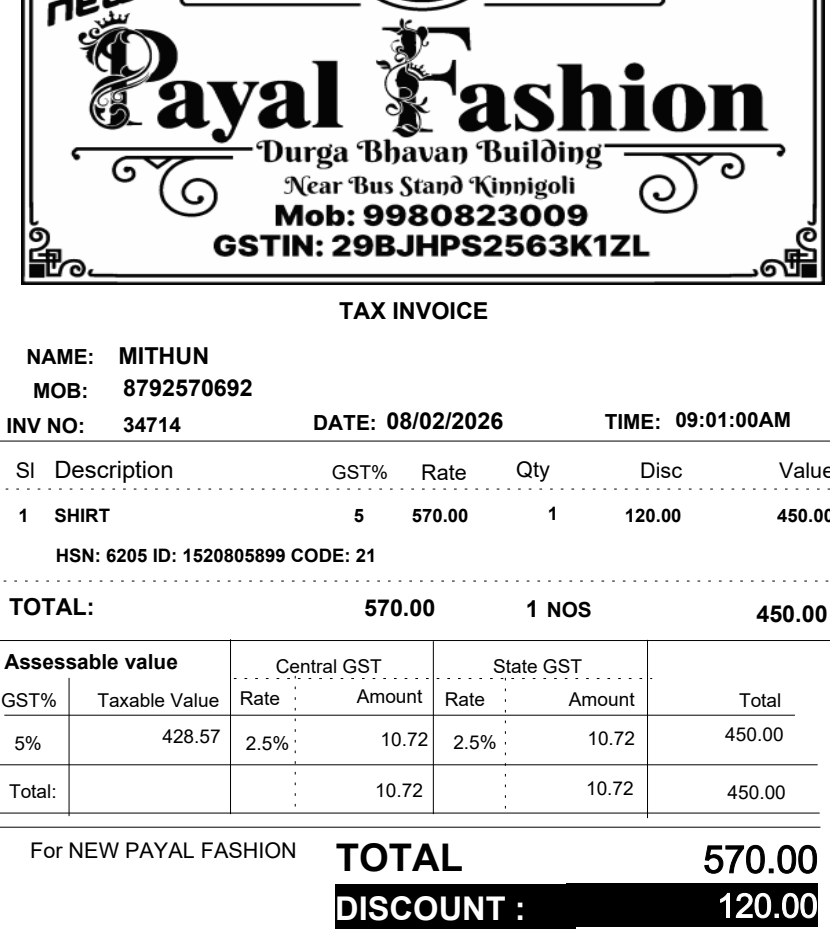 new
Payal Fashion
Durga Bhavan Building
Near Bus Stand Kinnigoli
Mob: 9980823009
GSTIN: 29BJHPS2563K1ZL
TAX INVOICE
NAME: MITHUN
MOB: 8792570692
INV NO: 34714 DATE: 08/02/2026 TIME: 09:01:00AM
Sl Description GST% Rate Qty Disc Value
1 SHIRT 5 570.00 1 120.00 450.00
HSN: 6205 ID: 1520805899 CODE: 21
TOTAL: 570.00 1 NOS 450.00
Assessable value Central GST State GST
GST% Taxable Value Rate Amount Rate Amount Total
5% 428.57 2.5% 10.72 2.5% 10.72 450.00
Total: 10.72 10.72 450.00
For NEW PAYAL FASHION TOTAL 570.00
DISCOUNT : 120.00